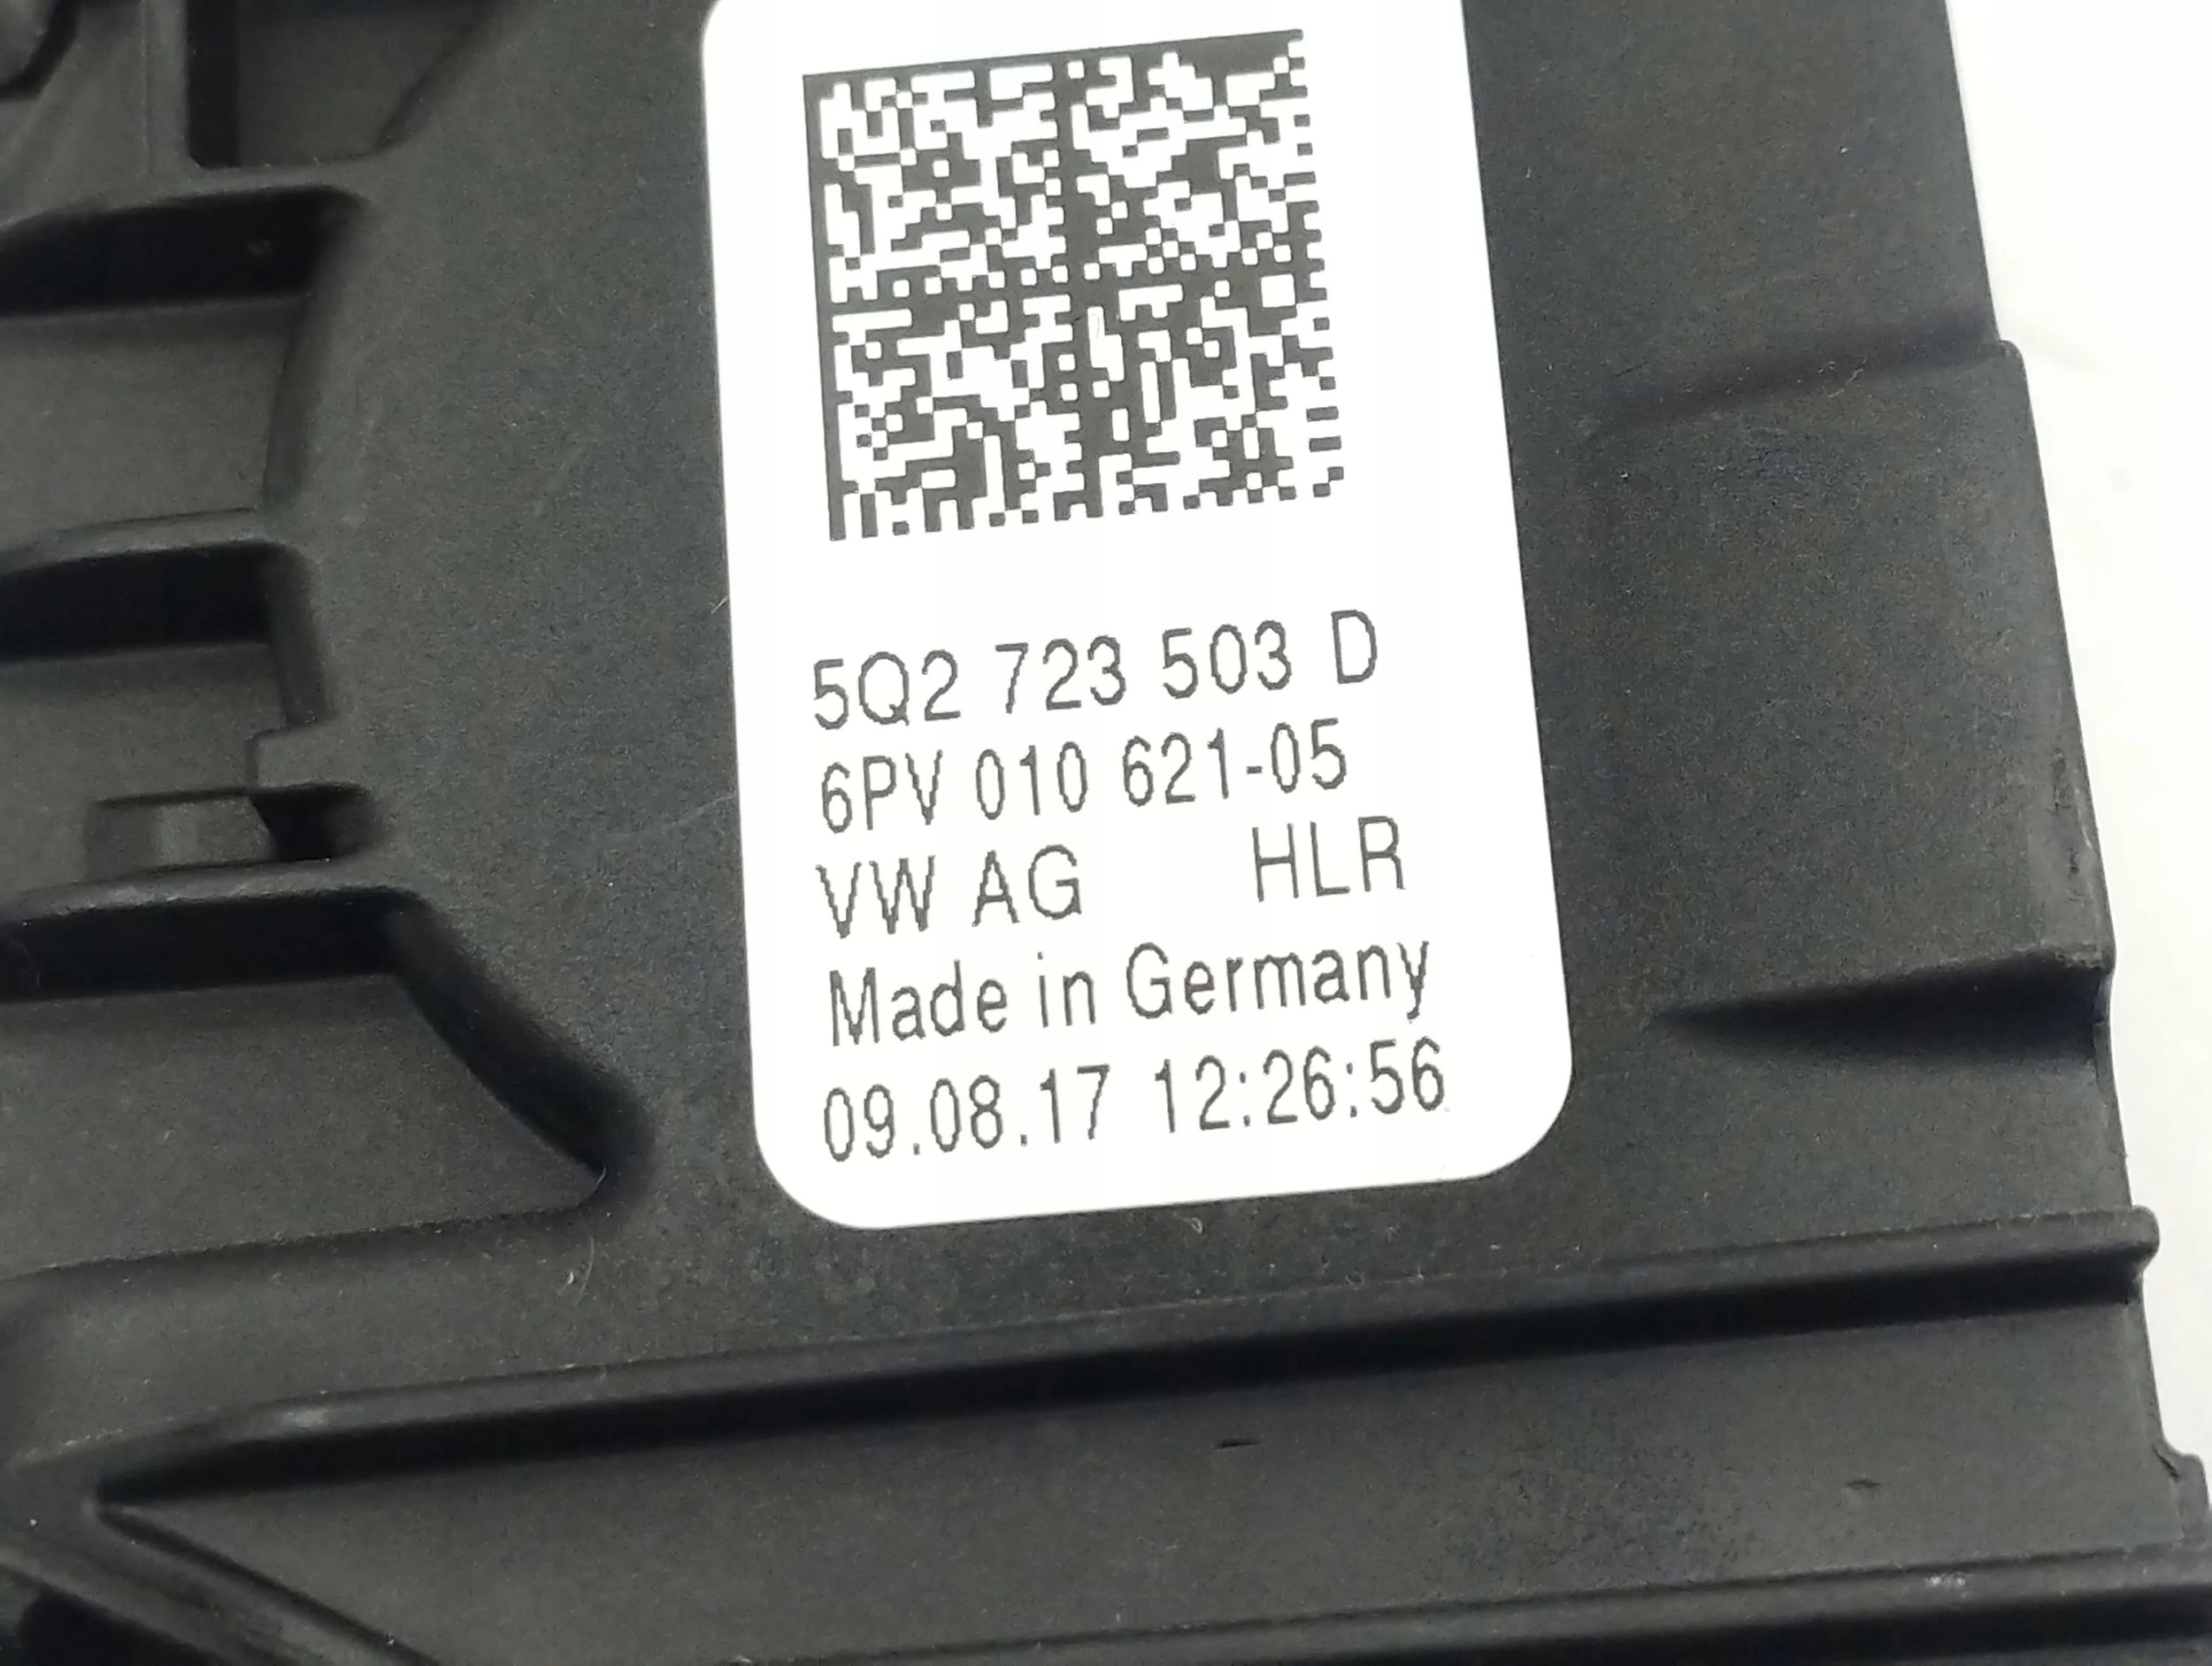 5Q2 723 503 D
6PV 010 621-05
VW AG HLR
Made in Germany
09.08.17 12:26:56